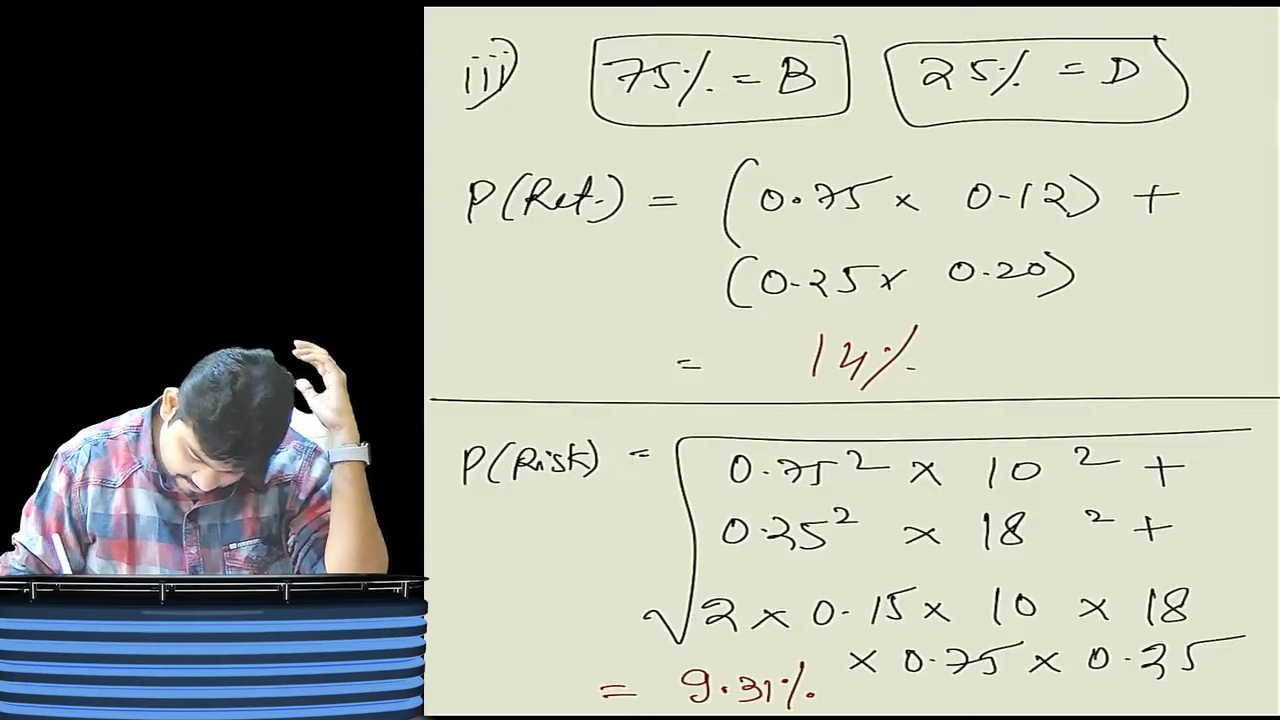 iii) 75% = B 25% = D
P(Ret.) = (0.75 × 0.12) +
(0.25 × 0.20)
= 14%
P(Risk) = √0.75² × 10² +
0.25² × 18² +
2 × 0.15 × 10 × 18
× 0.75 × 0.25
= 9.31%